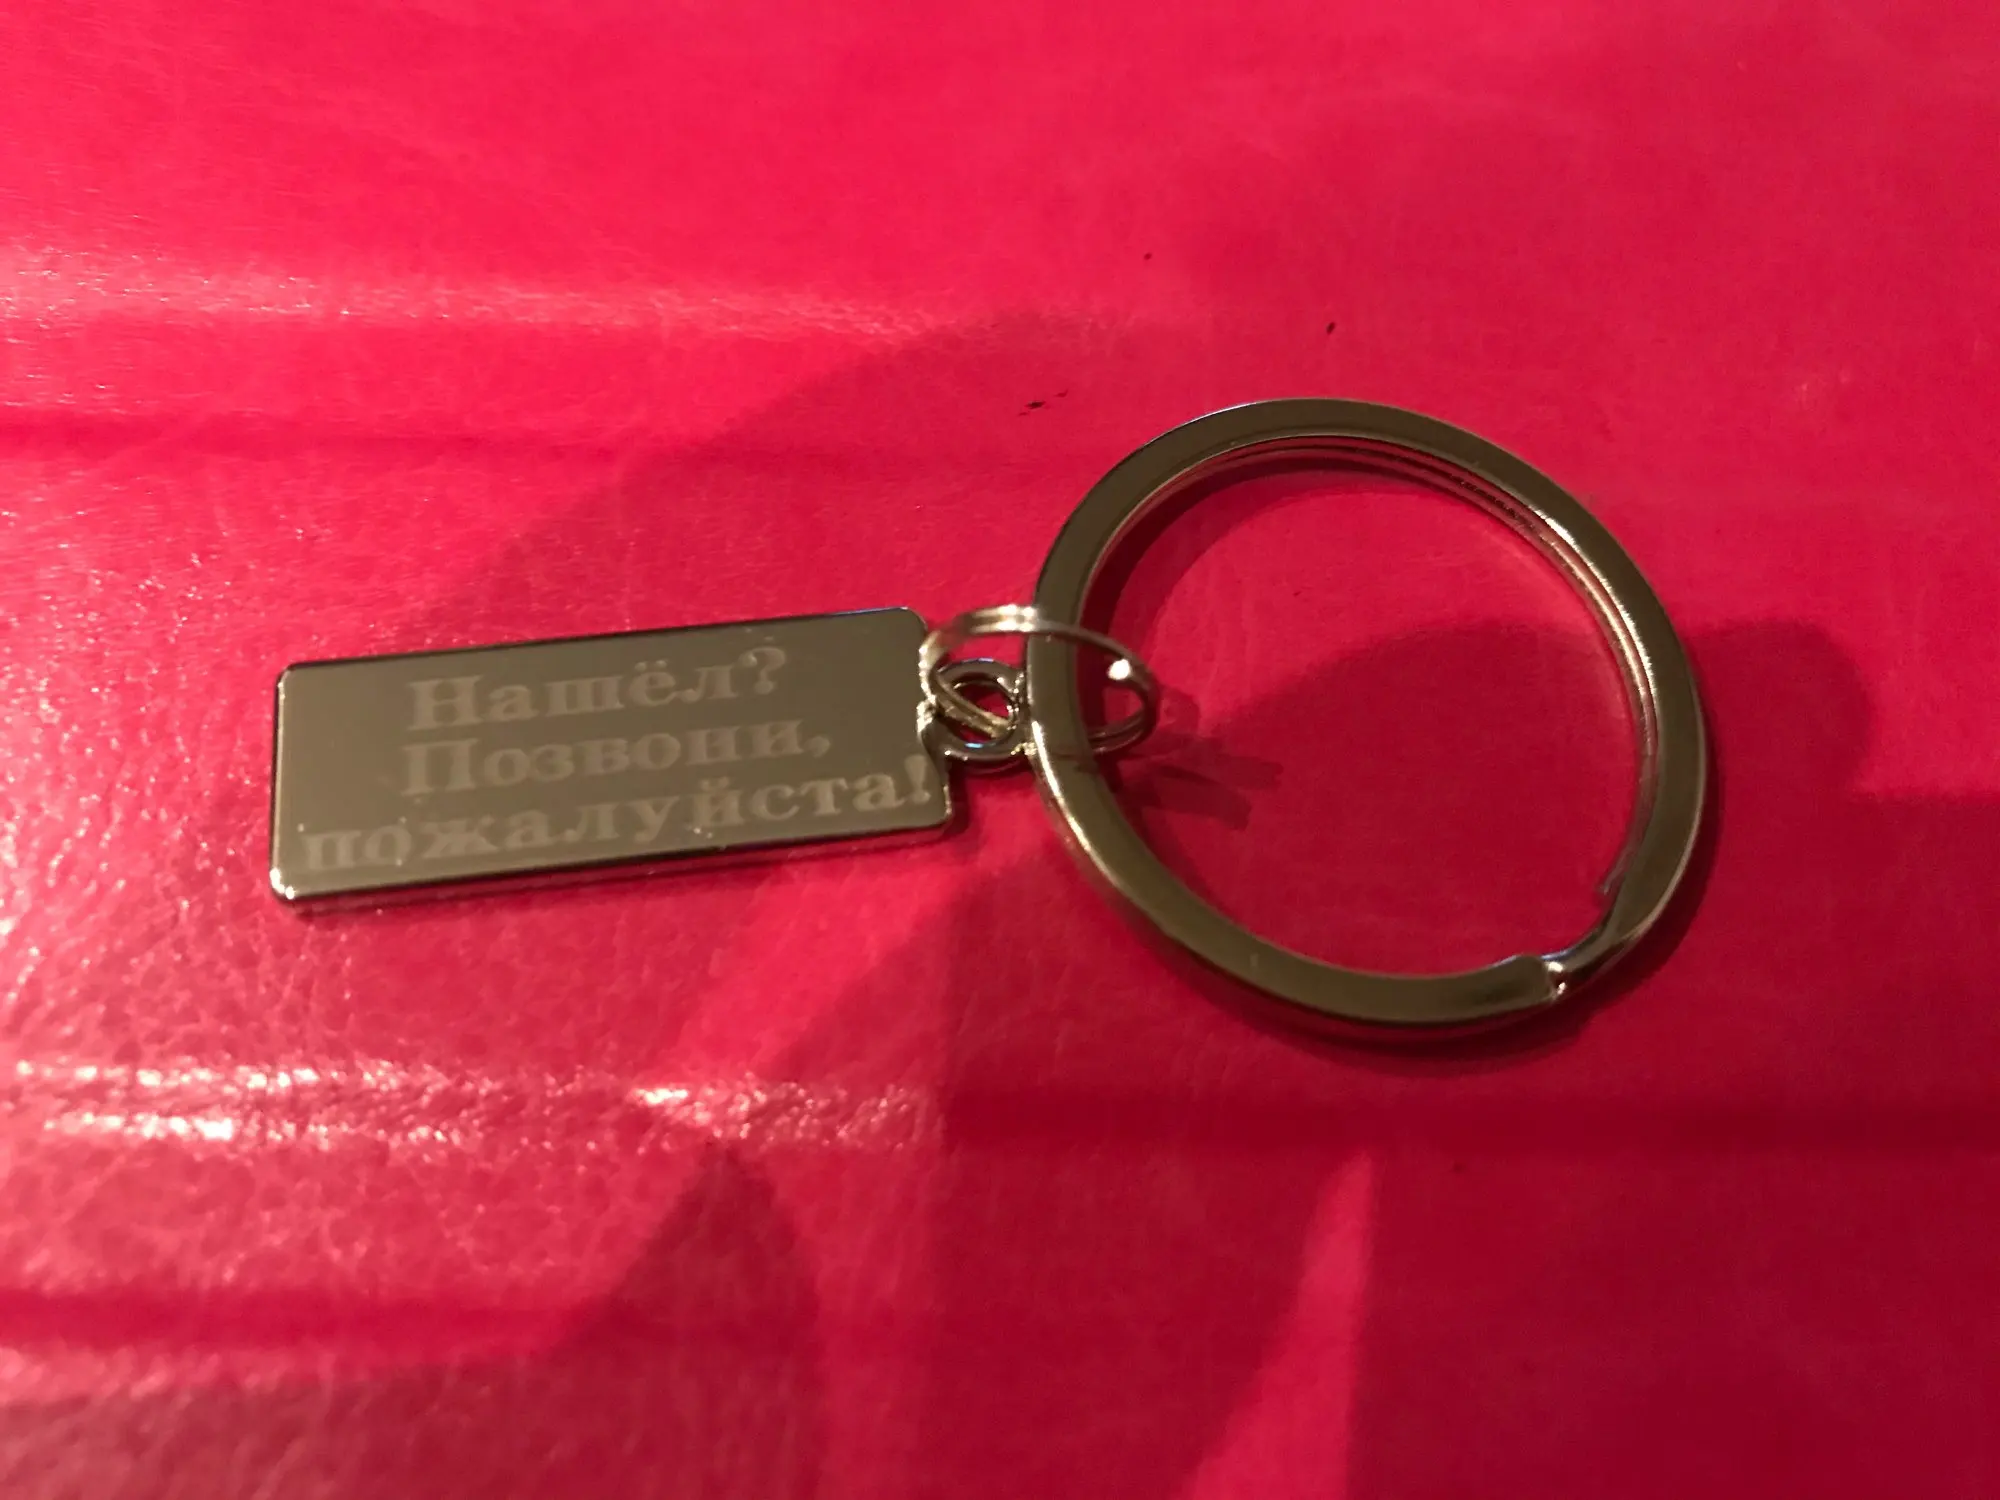 Нашёл?
Позвони,
пожалуйста!